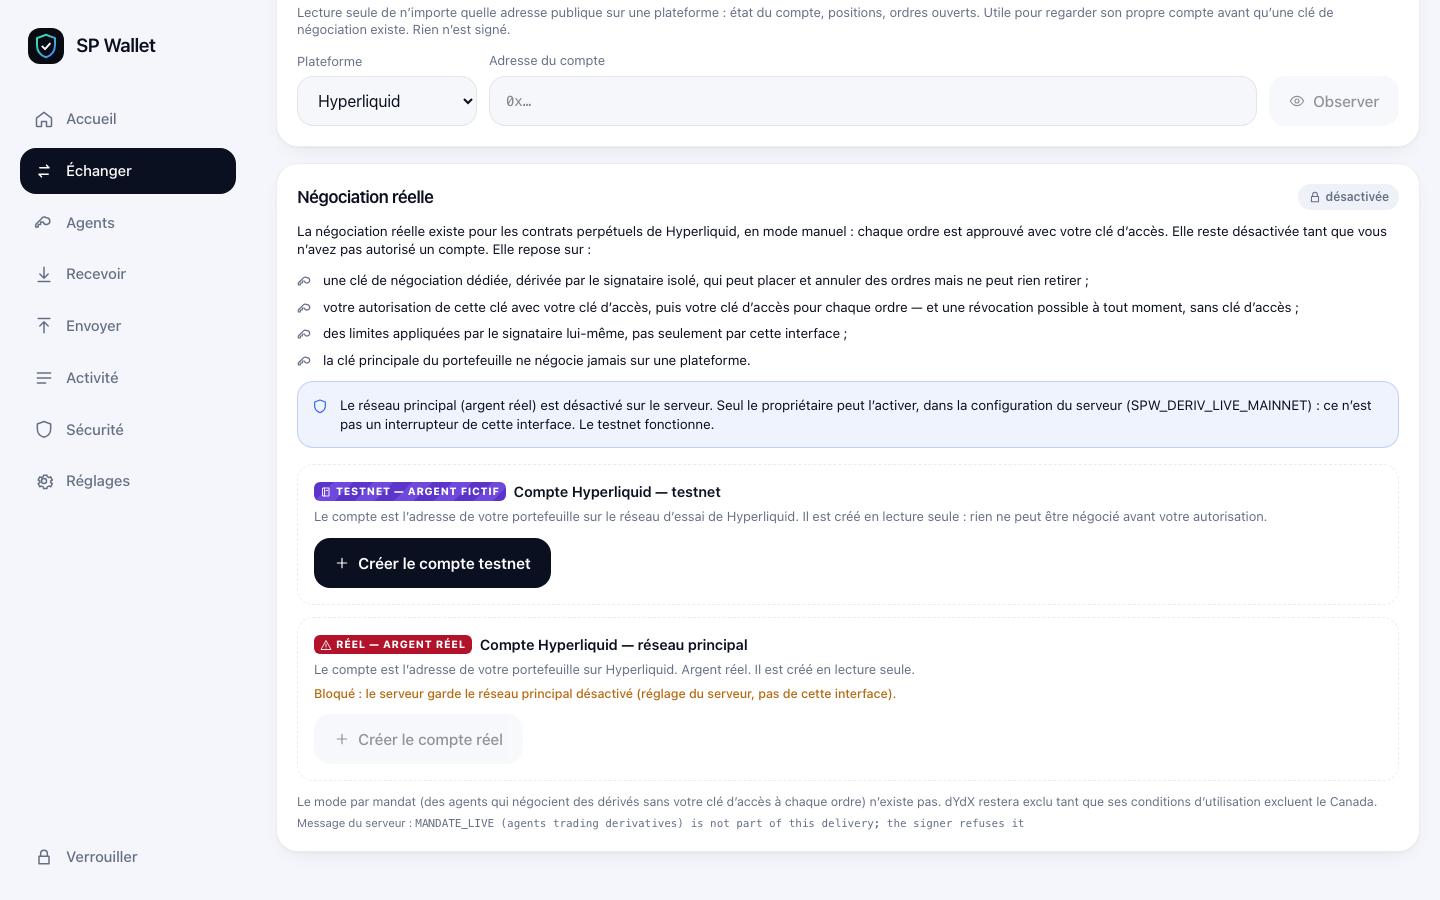 SP Wallet
Accueil
Échanger
Agents
Recevoir
Envoyer
Activité
Sécurité
Réglages
Verrouiller
Lecture seule de n’importe quelle adresse publique sur une plateforme : état du compte, positions, ordres ouverts. Utile pour regarder son propre compte avant qu’une clé de
négociation existe. Rien n’est signé.
Plateforme
Adresse du compte
Hyperliquid
0x…
Observer
Négociation réelle
désactivée
La négociation réelle existe pour les contrats perpétuels de Hyperliquid, en mode manuel : chaque ordre est approuvé avec votre clé d’accès. Elle reste désactivée tant que vous
n’avez pas autorisé un compte. Elle repose sur :
une clé de négociation dédiée, dérivée par le signataire isolé, qui peut placer et annuler des ordres mais ne peut rien retirer ;
votre autorisation de cette clé avec votre clé d’accès, puis votre clé d’accès pour chaque ordre — et une révocation possible à tout moment, sans clé d’accès ;
des limites appliquées par le signataire lui-même, pas seulement par cette interface ;
la clé principale du portefeuille ne négocie jamais sur une plateforme.
Le réseau principal (argent réel) est désactivé sur le serveur. Seul le propriétaire peut l’activer, dans la configuration du serveur (SPW_DERIV_LIVE_MAINNET) : ce n’est
pas un interrupteur de cette interface. Le testnet fonctionne.
TESTNET — ARGENT FICTIF Compte Hyperliquid — testnet
Le compte est l’adresse de votre portefeuille sur le réseau d’essai de Hyperliquid. Il est créé en lecture seule : rien ne peut être négocié avant votre autorisation.
Créer le compte testnet
RÉEL — ARGENT RÉEL Compte Hyperliquid — réseau principal
Le compte est l’adresse de votre portefeuille sur Hyperliquid. Argent réel. Il est créé en lecture seule.
Bloqué : le serveur garde le réseau principal désactivé (réglage du serveur, pas de cette interface).
Créer le compte réel
Le mode par mandat (des agents qui négocient des dérivés sans votre clé d’accès à chaque ordre) n’existe pas. dYdX restera exclu tant que ses conditions d’utilisation excluent le Canada.
Message du serveur : MANDATE_LIVE (agents trading derivatives) is not part of this delivery; the signer refuses it